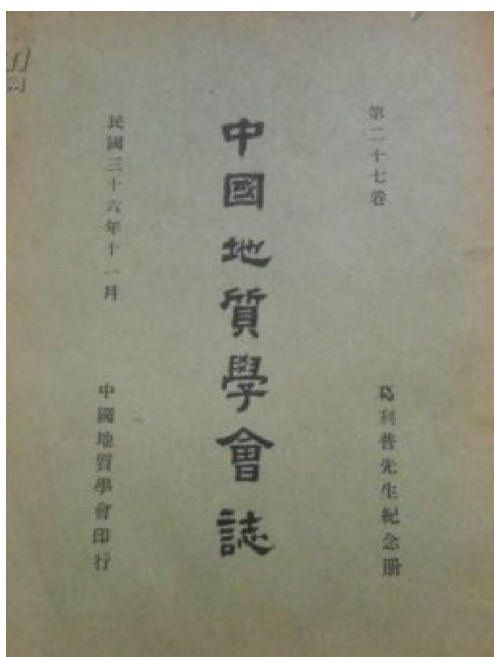 第二十七卷
葛利普先生紀念册
中國地質學會誌
民國三十六年十一月
中國地質學會印行